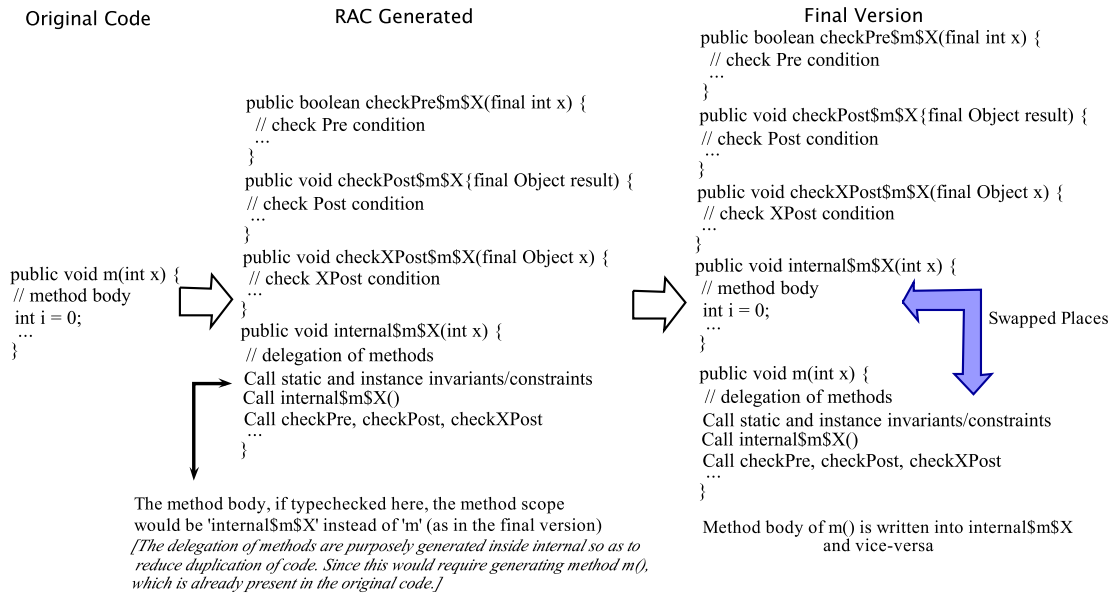 Original Code
public void m(int x) {
// method body
int i = 0;
...
}
RAC Generated
public boolean checkPre$m$X(final int x) {
// check Pre condition
...
}
public void checkPost$m$X{final Object result) {
// check Post condition
...
}
public void checkXPost$m$X(final Object x) {
// check XPost condition
...
}
public void internal$m$X(int x) {
// delegation of methods
Call static and instance invariants/constraints
Call internal$m$X()
Call checkPre, checkPost, checkXPost
...
}
The method body, if typechecked here, the method scope
would be 'internal$m$X' instead of 'm' (as in the final version)
[The delegation of methods are purposely generated inside internal so as to
reduce duplication of code. Since this would require generating method m(),
which is already present in the original code.]
Final Version
public boolean checkPre$m$X(final int x) {
// check Pre condition
...
}
public void checkPost$m$X{final Object result) {
// check Post condition
...
}
public void checkXPost$m$X(final Object x) {
// check XPost condition
...
}
public void internal$m$X(int x) {
// method body
int i = 0;
...
}
Swapped Places
public void m(int x) {
// delegation of methods
Call static and instance invariants/constraints
Call internal$m$X()
Call checkPre, checkPost, checkXPost
...
}
Method body of m() is written into internal$m$X
and vice-versa